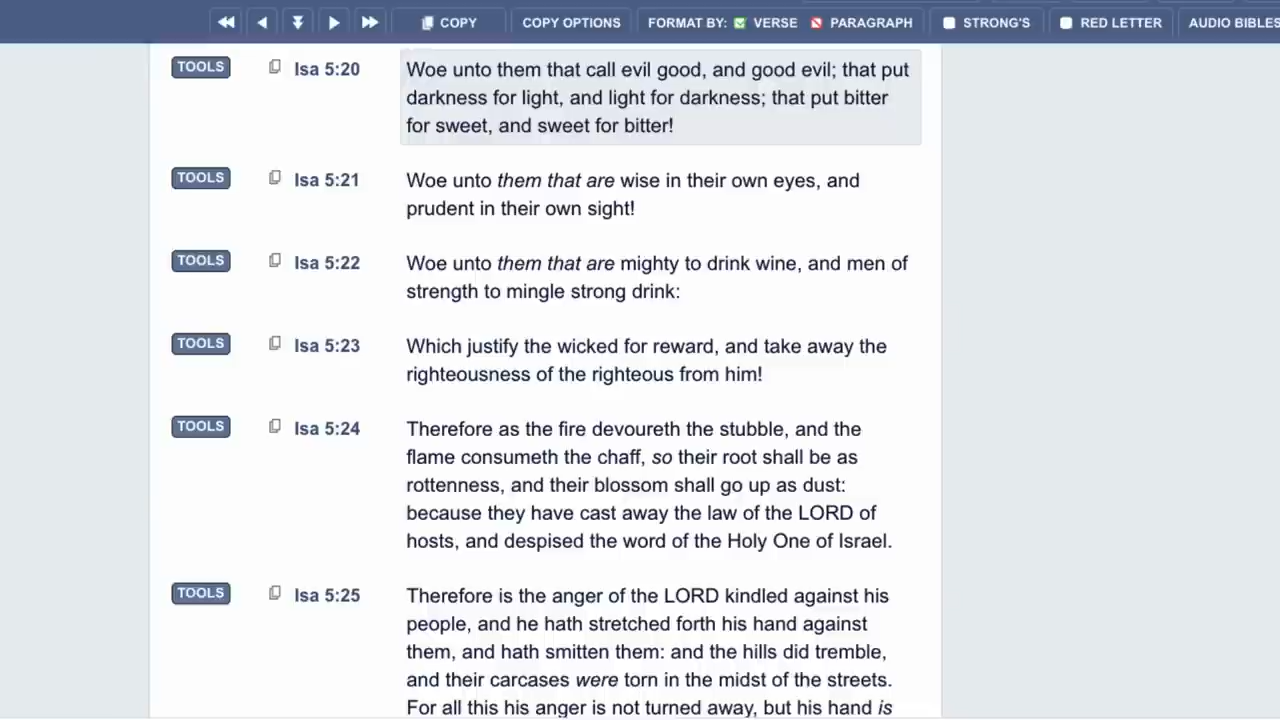 COPY COPY OPTIONS FORMAT BY: VERSE PARAGRAPH STRONG'S RED LETTER AUDIO BIBLES
TOOLS Isa 5:20 Woe unto them that call evil good, and good evil; that put
darkness for light, and light for darkness; that put bitter
for sweet, and sweet for bitter!
TOOLS Isa 5:21 Woe unto them that are wise in their own eyes, and
prudent in their own sight!
TOOLS Isa 5:22 Woe unto them that are mighty to drink wine, and men of
strength to mingle strong drink:
TOOLS Isa 5:23 Which justify the wicked for reward, and take away the
righteousness of the righteous from him!
TOOLS Isa 5:24 Therefore as the fire devoureth the stubble, and the
flame consumeth the chaff, so their root shall be as
rottenness, and their blossom shall go up as dust:
because they have cast away the law of the LORD of
hosts, and despised the word of the Holy One of Israel.
TOOLS Isa 5:25 Therefore is the anger of the LORD kindled against his
people, and he hath stretched forth his hand against
them, and hath smitten them: and the hills did tremble,
and their carcases were torn in the midst of the streets.
For all this his anger is not turned away, but his hand is